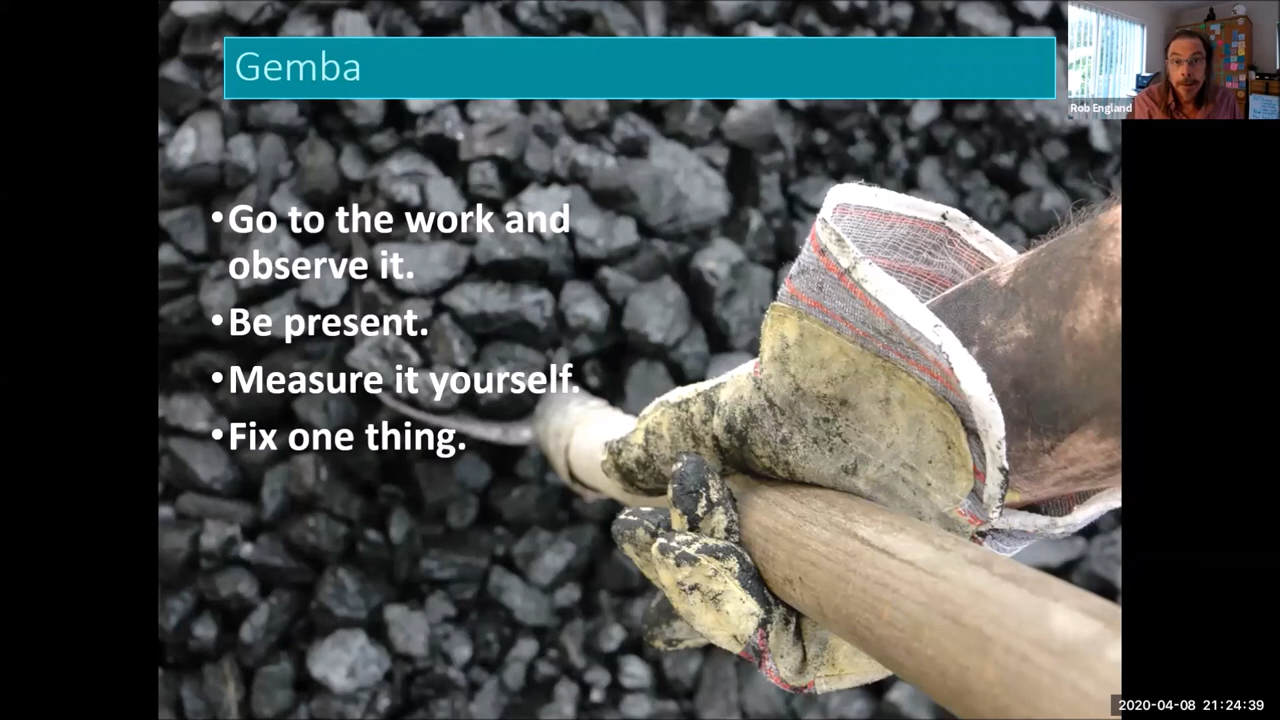 Gemba
Rob England
•Go to the work and
observe it.
•Be present.
•Measure it yourself.
•Fix one thing.
2020-04-08 21:24:39